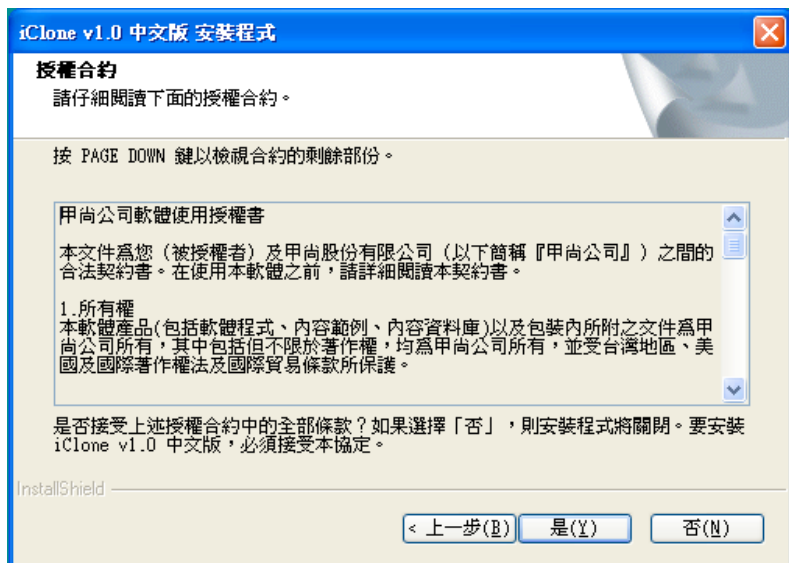 iClone v1.0 中文版 安裝程式
授權合約
請仔細閱讀下面的授權合約。
按 PAGE DOWN 鍵以檢視合約的剩餘部份。
甲尚公司軟體使用授權書
本文件爲您（被授權者）及甲尚股份有限公司（以下簡稱『甲尚公司』）之間的
合法契約書。在使用本軟體之前，請詳細閱讀本契約書。
1.所有權
本軟體產品(包括軟體程式、內容範例、內容資料庫)以及包裝內所附之文件爲甲
尚公司所有，其中包括但不限於著作權，均爲甲尚公司所有，並受台灣地區、美
國及國際著作權法及國際貿易條款所保護。
是否接受上述授權合約中的全部條款？如果選擇「否」，則安裝程式將關閉。要安裝
iClone v1.0 中文版，必須接受本協定。
InstallShield
< 上一步(B) 是(Y) 否(N)